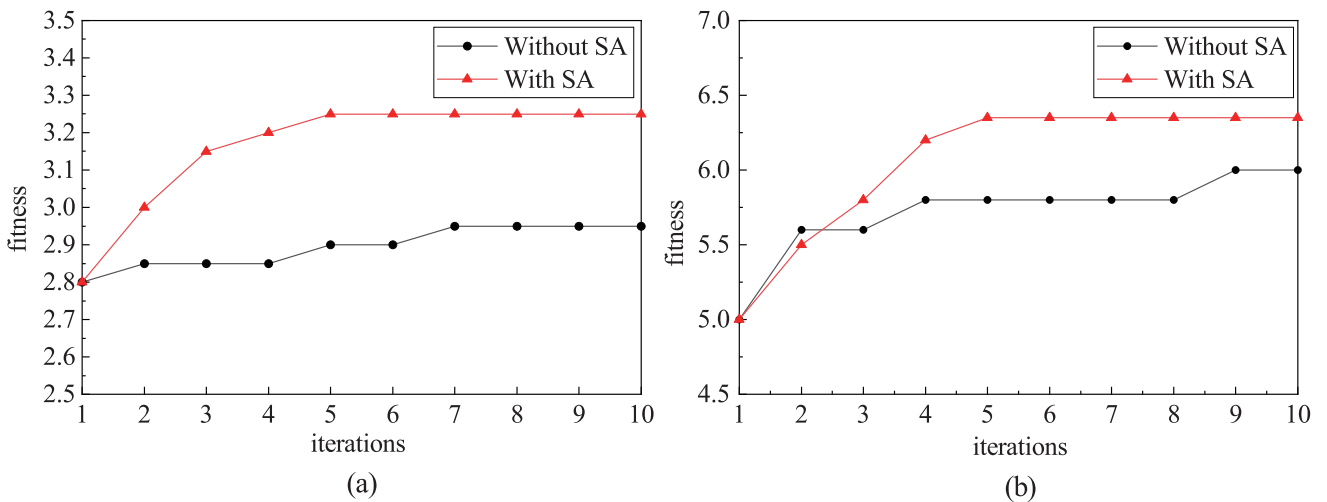 3.5
3.4
3.3
3.2
3.1
3.0
2.9
2.8
2.7
2.6
2.5
fitness
Without SA
With SA
1 2 3 4 5 6 7 8 9 10
iterations
(a)
7.0
6.5
6.0
5.5
5.0
4.5
fitness
Without SA
With SA
1 2 3 4 5 6 7 8 9 10
iterations
(b)